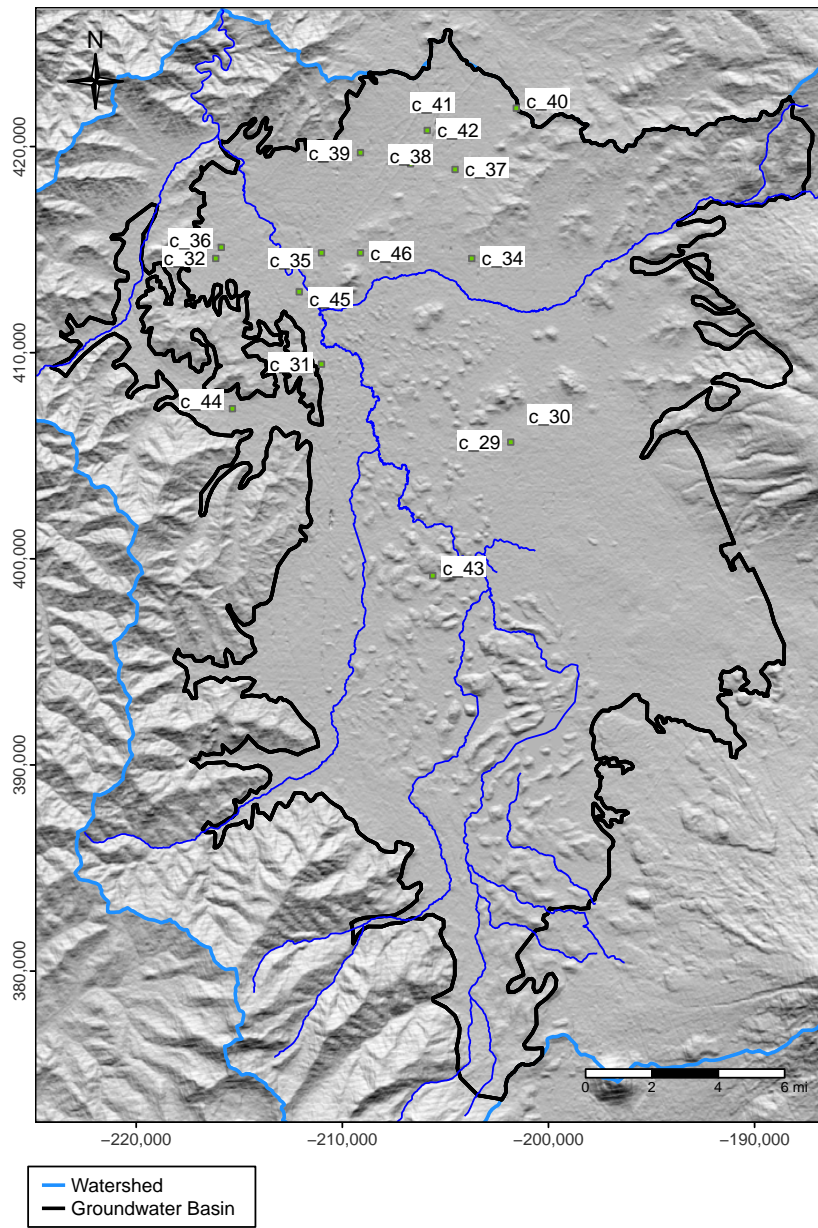 N
c_41
c_40
c_42
c_39
c_38
c_37
c_36
c_32
c_35
c_46
c_34
c_45
c_31
c_44
c_30
c_29
c_43
420,000
410,000
400,000
390,000
380,000
0 2 4 6 mi
−220,000 −210,000 −200,000 −190,000
Watershed
Groundwater Basin